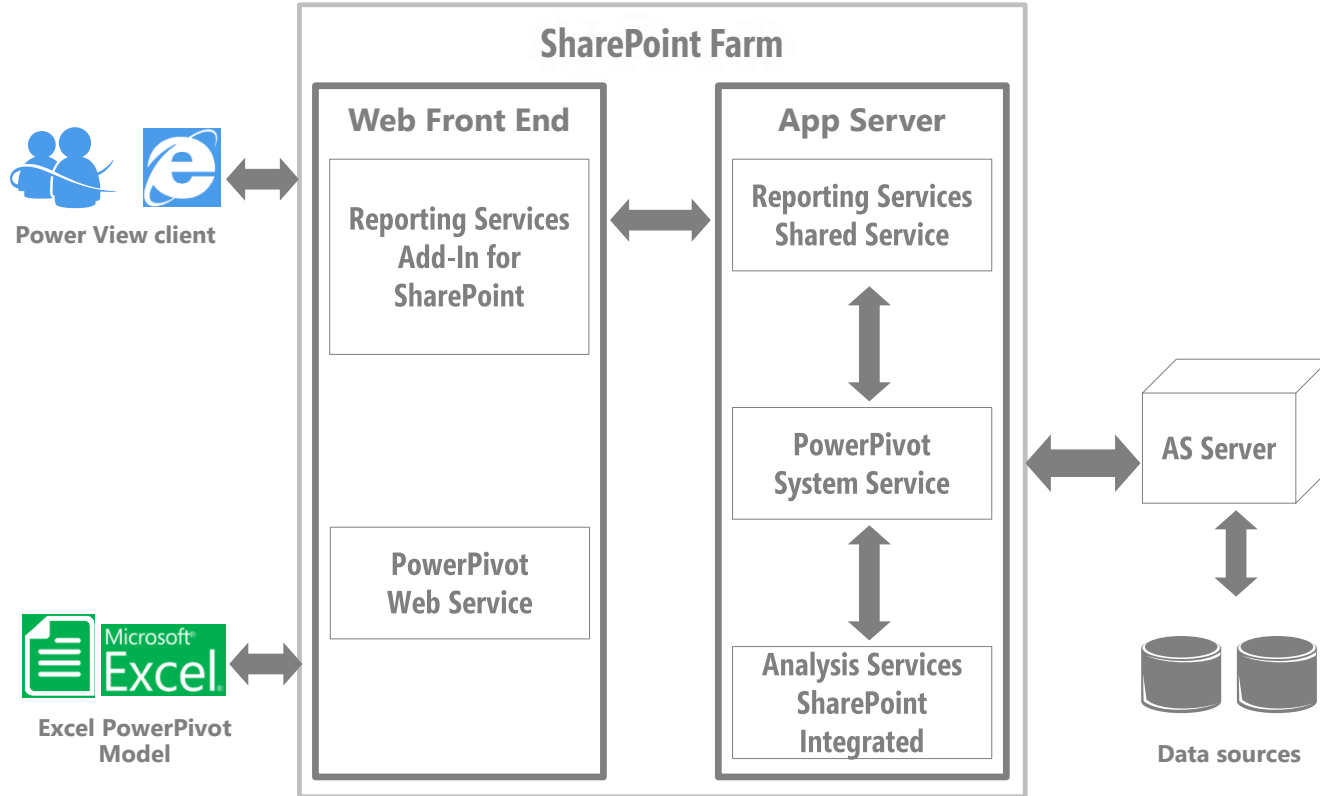 SharePoint Farm
Web Front End
Reporting Services
Add-In for
SharePoint
PowerPivot
Web Service
App Server
Reporting Services
Shared Service
PowerPivot
System Service
Analysis Services
SharePoint
Integrated
Power View client
Microsoft®
Excel®
Excel PowerPivot
Model
AS Server
Data sources